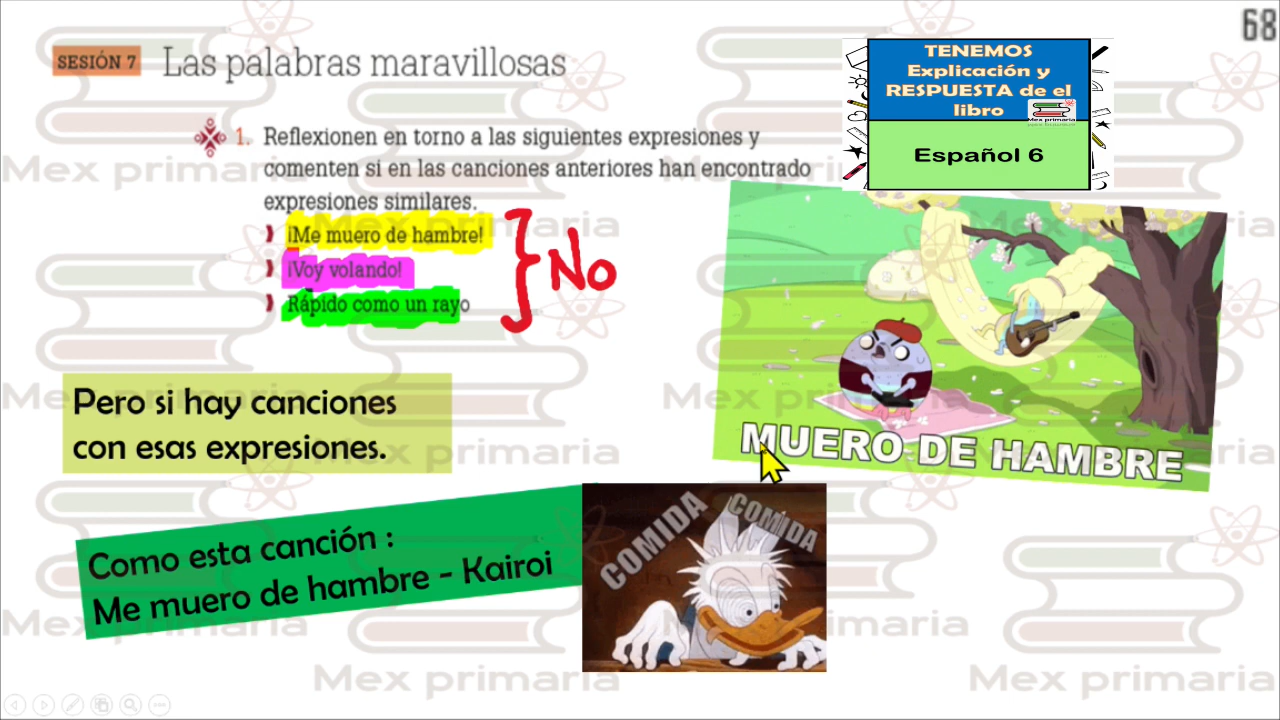 68
SESIÓN 7
Las palabras maravillosas
TENEMOS
Explicación y
RESPUESTA de el
libro
Mex primaria
Español 6
1. Reflexionen en torno a las siguientes expresiones y
comenten si en las canciones anteriores han encontrado
expresiones similares.
¡Me muero de hambre!
¡Voy volando!
Rápido como un rayo
No
MUERO DE HAMBRE
Pero si hay canciones
con esas expresiones.
Como esta canción :
Me muero de hambre - Kairoi
COMIDA
COMIDA
Mex primaria